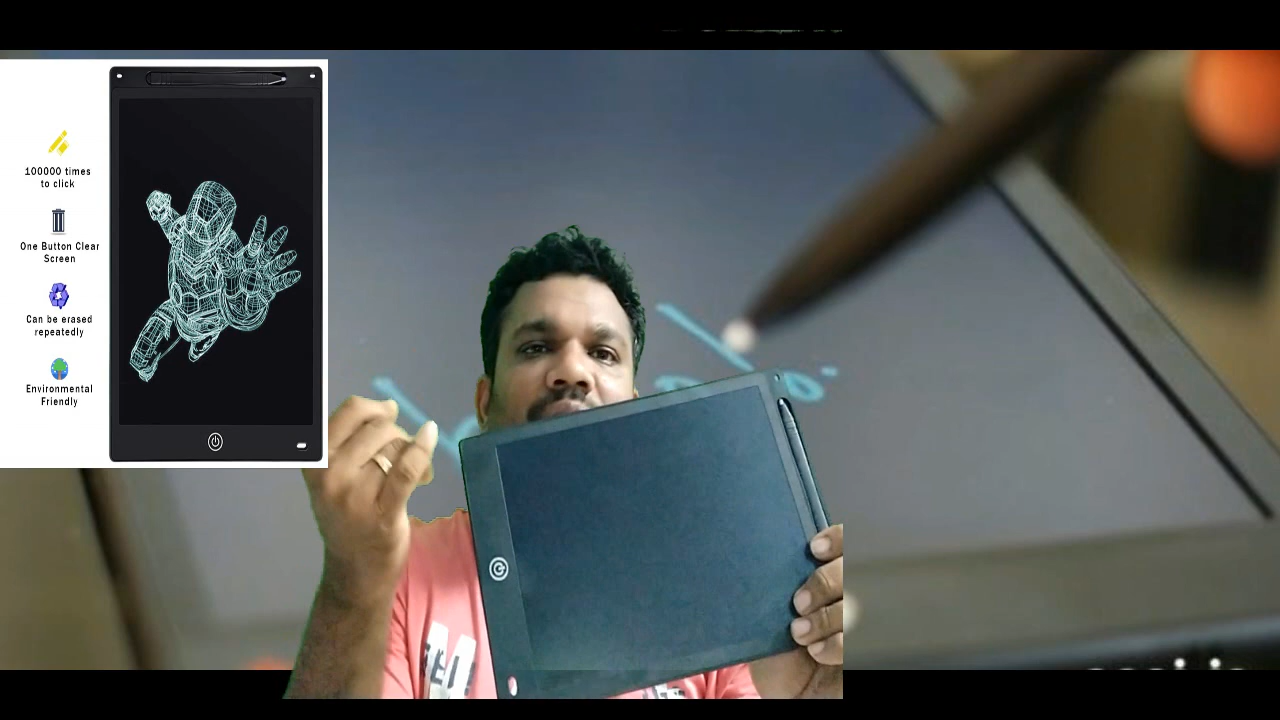 100000 times
to click
One Button Clear
Screen
Can be erased
repeatedly
Environmental
Friendly